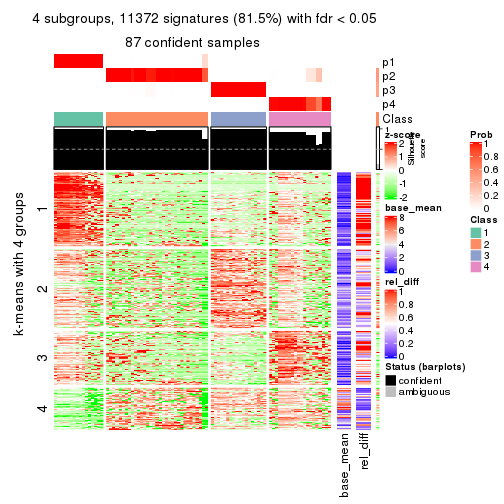 4 subgroups, 11372 signatures (81.5%) with fdr < 0.05
87 confident samples
p1
p2
p3
p4
Class
Silhouette
score
k-means with 4 groups
1
2
3
4
base_mean
rel_diff
z-score
2
1
0
-1
-2
base_mean
8
6
4
2
0
rel_diff
1
0.8
0.6
0.4
0.2
0
Status (barplots)
confident
ambiguous
Prob
1
0.8
0.6
0.4
0.2
0
Class
1
2
3
4